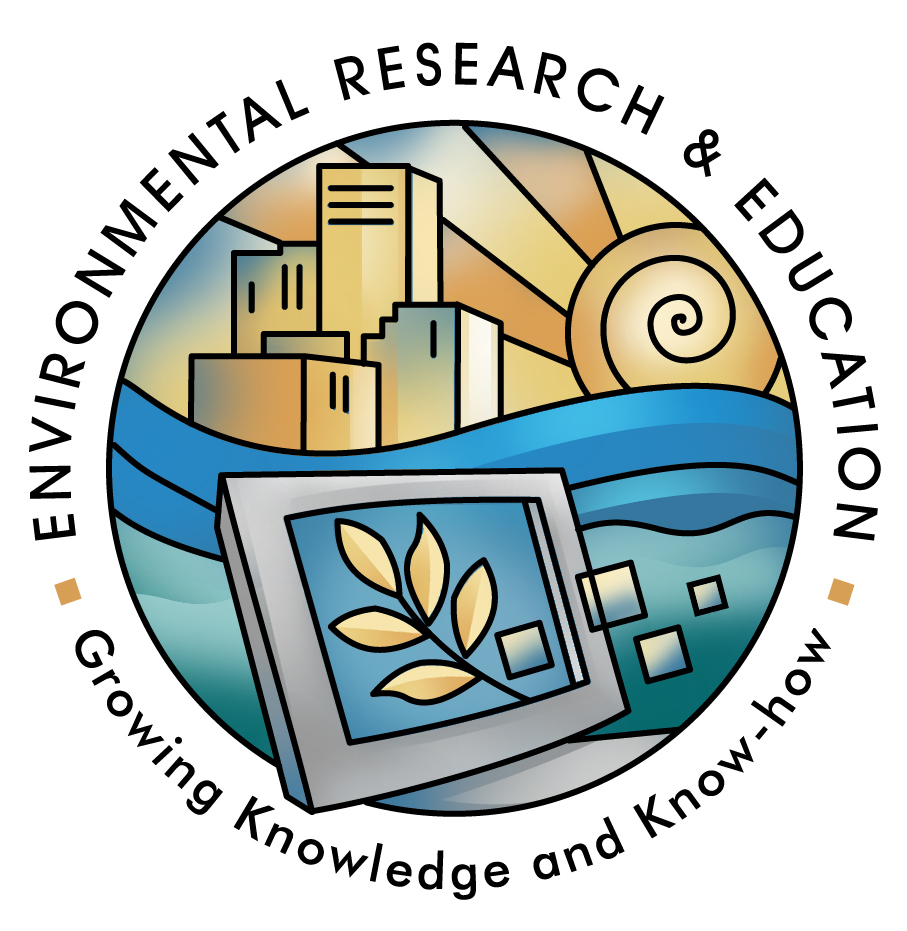 ENVIRONMENTAL RESEARCH & EDUCATION
Growing Knowledge and Know-how